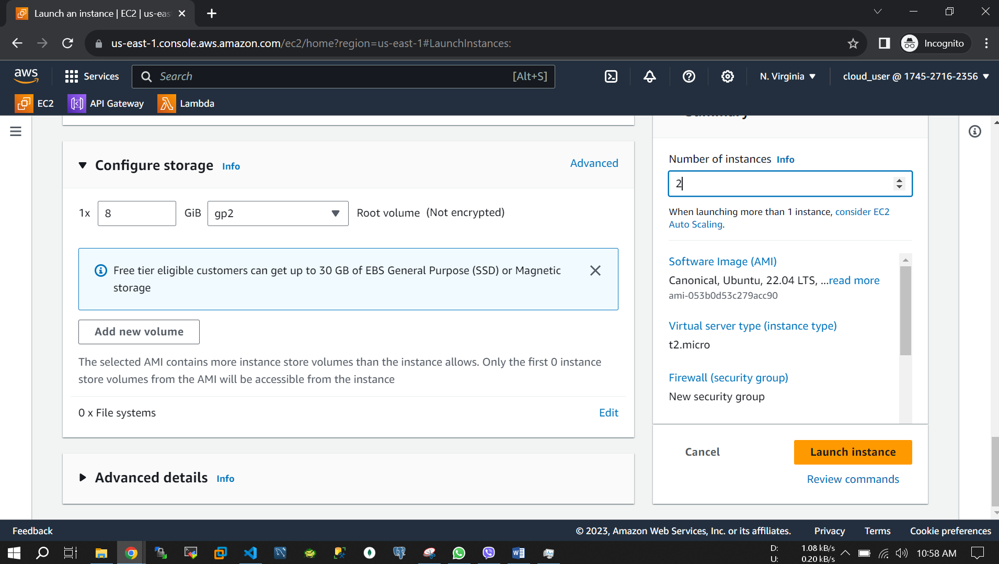 Launch an instance | EC2 | us-eas
us-east-1.console.aws.amazon.com/ec2/home?region=us-east-1#LaunchInstances:
Incognito
aws
Services
Search
[Alt+S]
N. Virginia
cloud_user @ 1745-2716-2356
EC2
API Gateway
Lambda
Summary
Configure storage Info
Advanced
1x 8 GiB gp2 Root volume (Not encrypted)
Free tier eligible customers can get up to 30 GB of EBS General Purpose (SSD) or Magnetic
storage
Add new volume
The selected AMI contains more instance store volumes than the instance allows. Only the first 0 instance
store volumes from the AMI will be accessible from the instance
0 x File systems
Edit
Advanced details Info
Number of instances Info
2
When launching more than 1 instance, consider EC2
Auto Scaling.
Software Image (AMI)
Canonical, Ubuntu, 22.04 LTS, ...read more
ami-053b0d53c279acc90
Virtual server type (instance type)
t2.micro
Firewall (security group)
New security group
Cancel
Launch instance
Review commands
Feedback
© 2023, Amazon Web Services, Inc. or its affiliates.
Privacy
Terms
Cookie preferences
D: 1.08 kB/s
U: 0.20 kB/s
10:58 AM